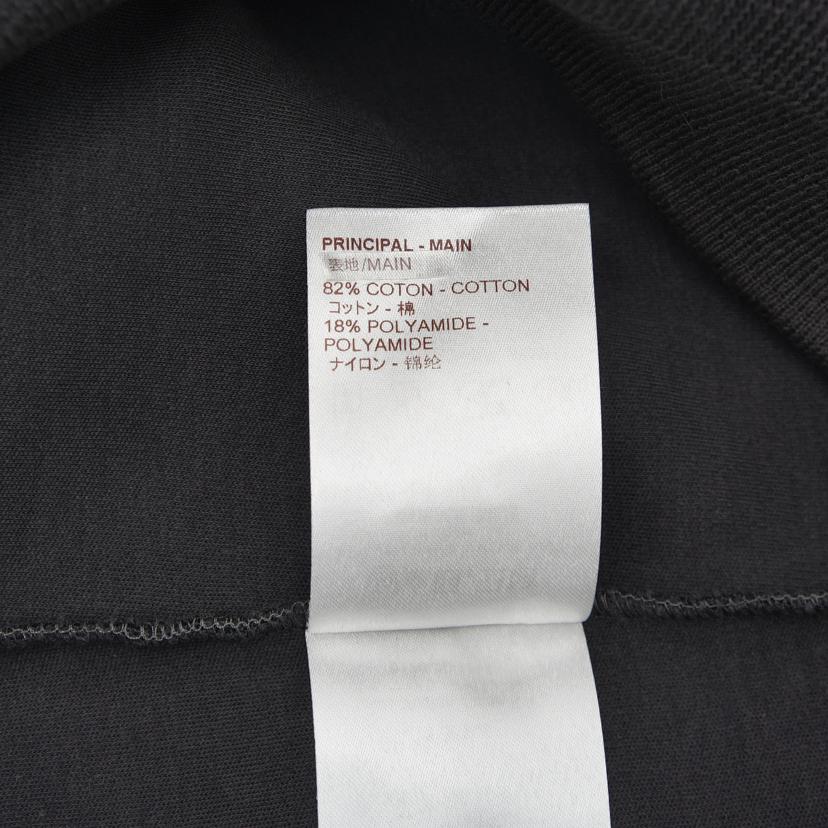 PRINCIPAL - MAIN
表地/MAIN
82% COTON - COTTON
コットン - 棉
18% POLYAMIDE -
POLYAMIDE
ナイロン - 锦纶